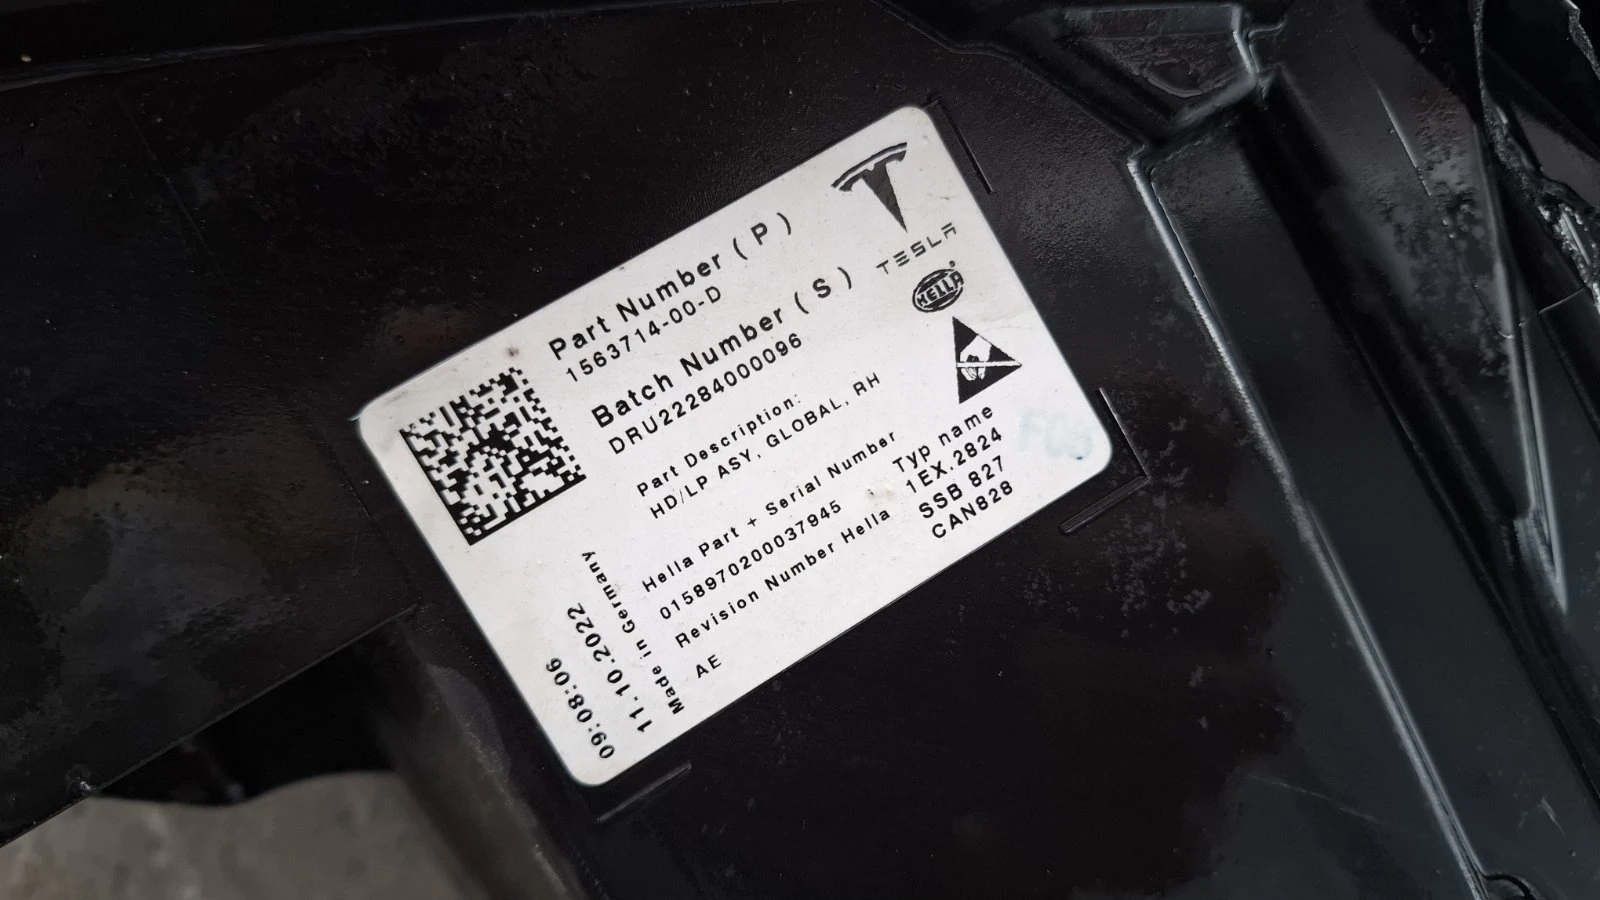 Part Number ( P )
1563714-00-D
Batch Number ( S )
DRU22284000096
Part Description:
HD/LP ASY, GLOBAL, RH
Hella Part + Serial Number
015897020003​7945
Revision Number Hella
AE
Typ name
1EX.2824
SSB 827
CAN828
TESLA
HELLA
Made in Germany
11.10.2022
09:08:06
F06